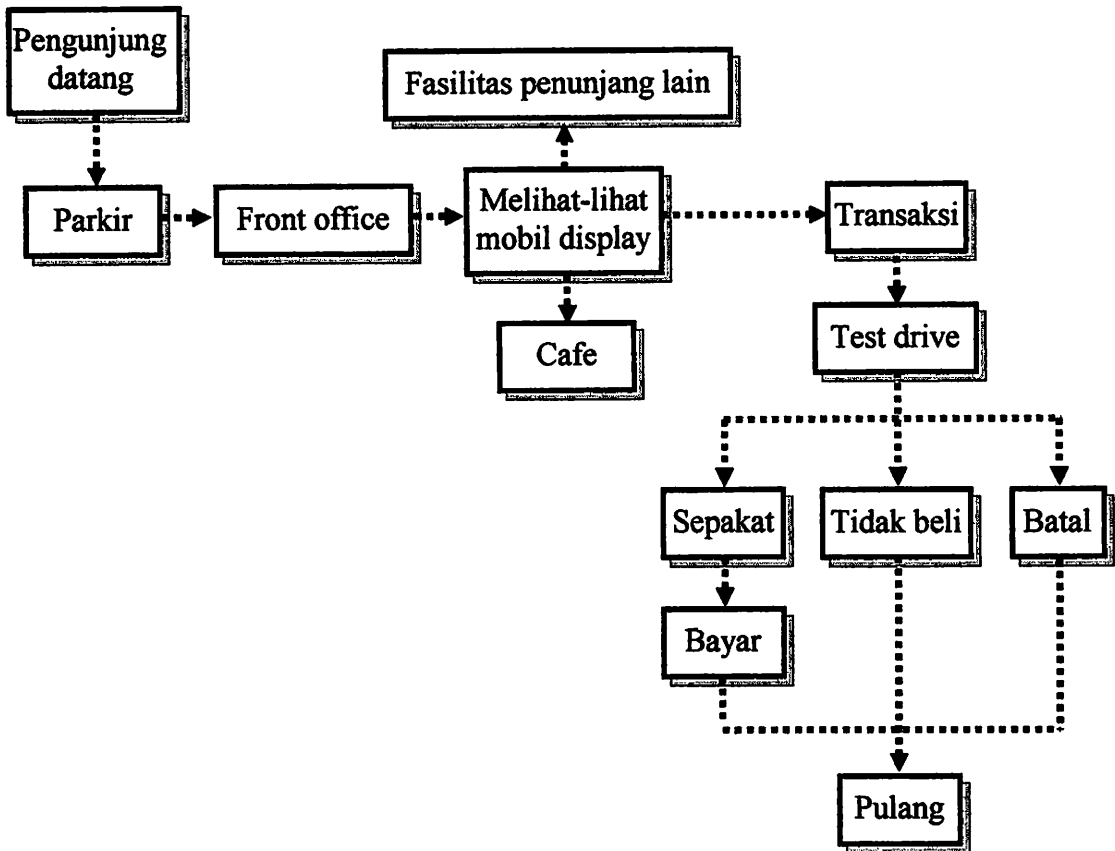 Pengunjung
datang
Fasilitas penunjang lain
Parkir
Front office
Melihat-lihat
mobil display
Transaksi
Cafe
Test drive
Sepakat
Tidak beli
Batal
Bayar
Pulang